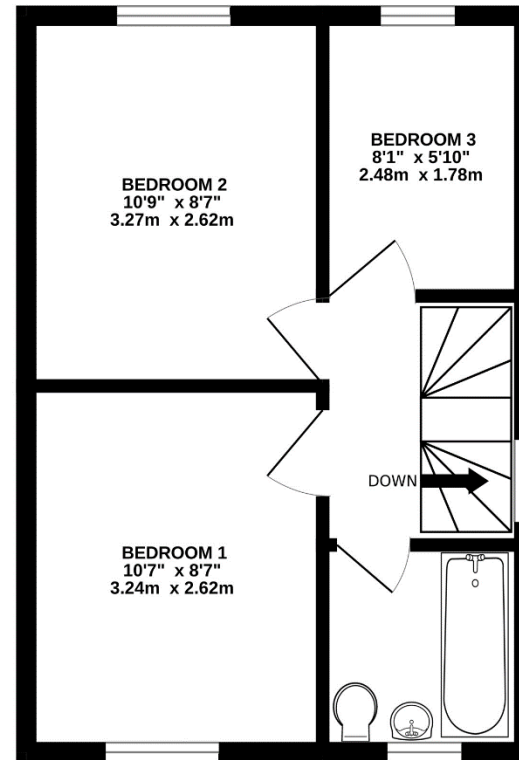 BEDROOM 3
8'1" x 5'10"
2.48m x 1.78m
BEDROOM 2
10'9" x 8'7"
3.27m x 2.62m
DOWN
BEDROOM 1
10'7" x 8'7"
3.24m x 2.62m